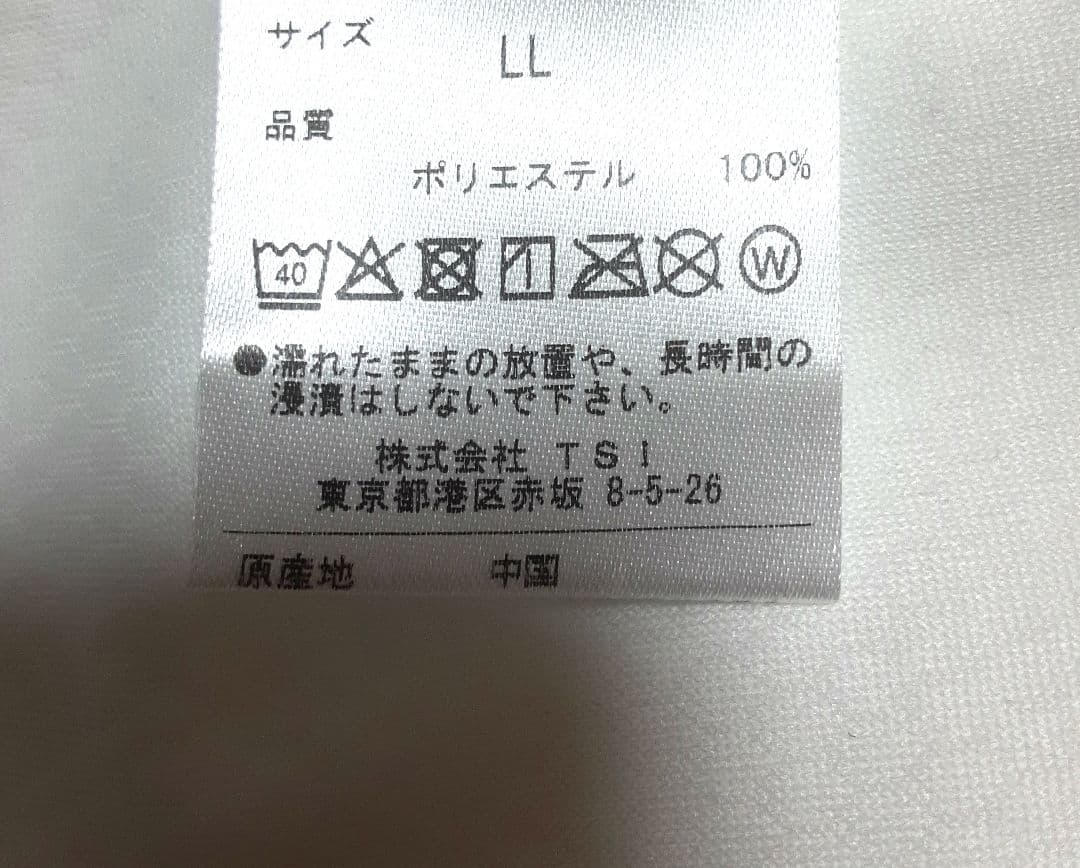 サイズ LL
品質
ポリエステル 100%
40 W
●濡れたままの放置や、長時間の
浸漬はしないで下さい。
株式会社 TSI
東京都港区赤坂 8-5-26
原産地 中国